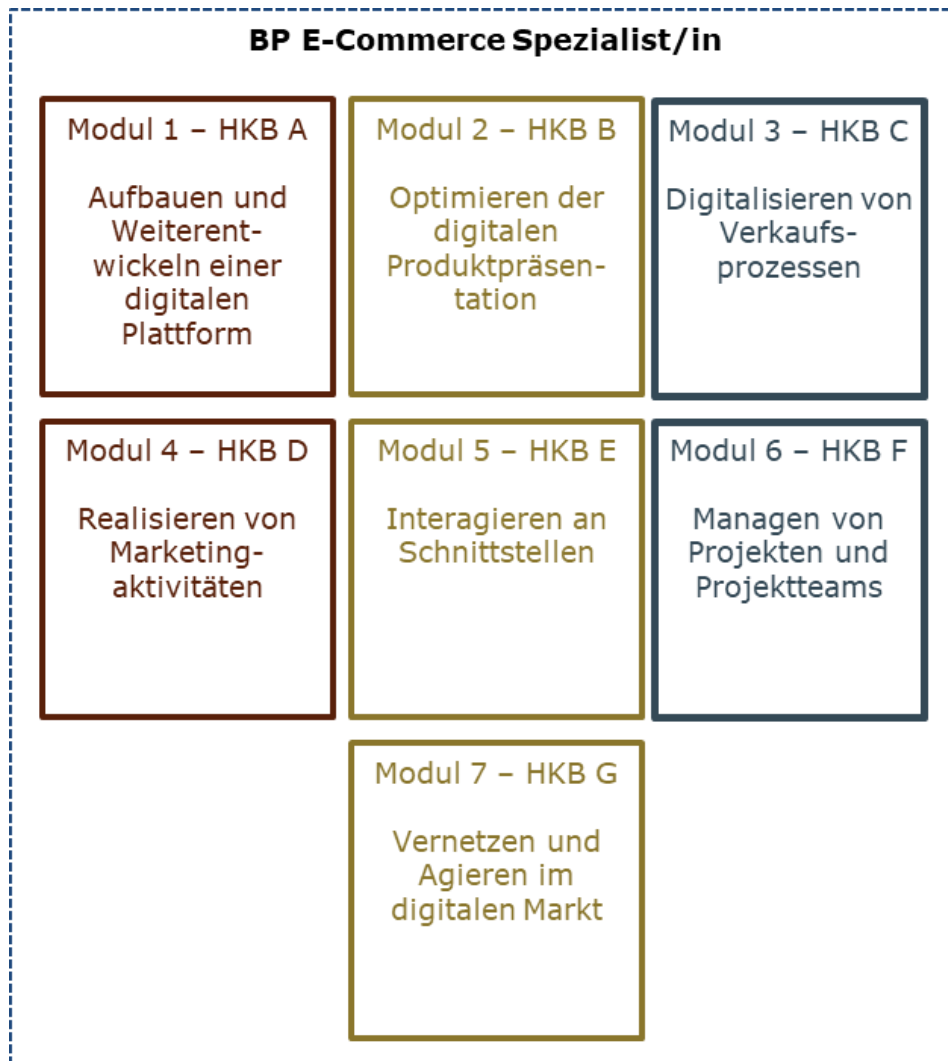 BP E-Commerce Spezialist/in
Modul 1 – HKB A
Aufbauen und
Weiterent-
wickeln einer
digitalen
Plattform
Modul 2 – HKB B
Optimieren der
digitalen
Produktpräsen-
tation
Modul 3 – HKB C
Digitalisieren von
Verkaufs-
prozessen
Modul 4 – HKB D
Realisieren von
Marketing-
aktivitäten
Modul 5 – HKB E
Interagieren an
Schnittstellen
Modul 6 – HKB F
Managen von
Projekten und
Projektteams
Modul 7 – HKB G
Vernetzen und
Agieren im
digitalen Markt